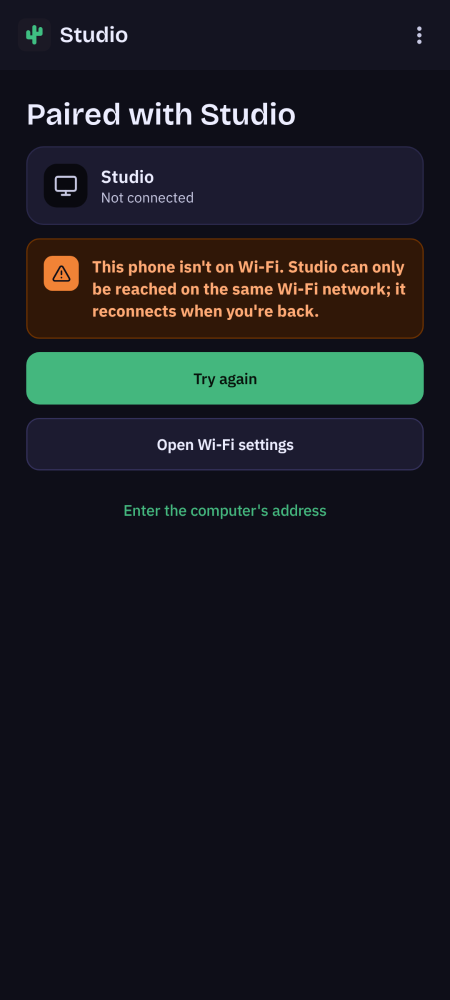 Studio
Paired with Studio
Studio
Not connected
This phone isn't on Wi-Fi. Studio can only
be reached on the same Wi-Fi network; it
reconnects when you're back.
Try again
Open Wi-Fi settings
Enter the computer's address